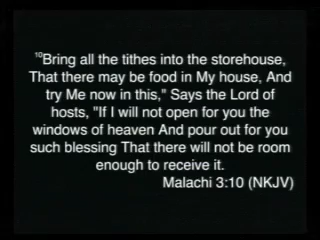 ¹⁰Bring all the tithes into the storehouse,
That there may be food in My house, And
try Me now in this," Says the Lord of
hosts, "If I will not open for you the
windows of heaven And pour out for you
such blessing That there will not be room
enough to receive it.
Malachi 3:10 (NKJV)